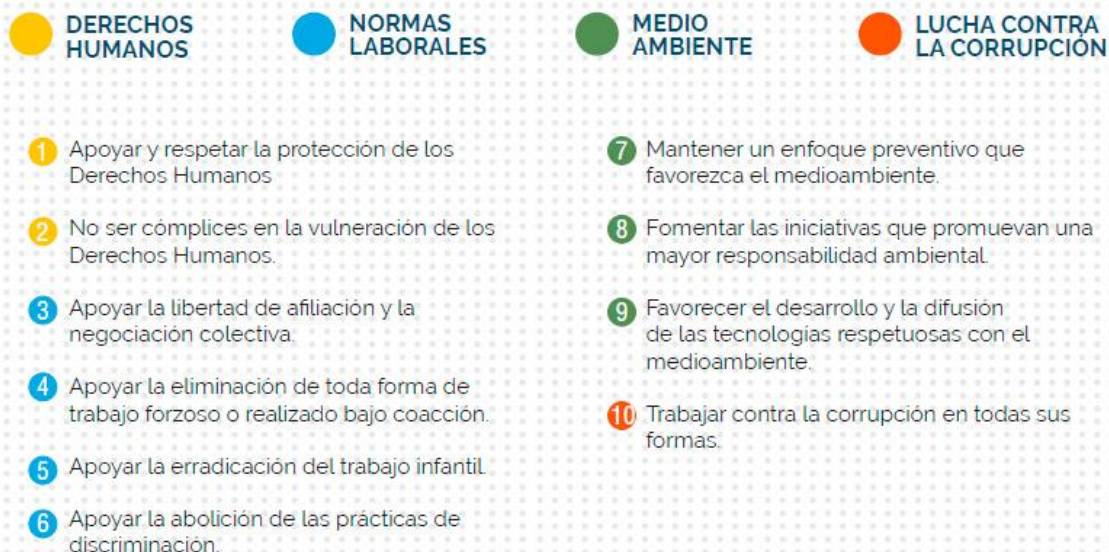 DERECHOS
HUMANOS
NORMAS
LABORALES
MEDIO
AMBIENTE
LUCHA CONTRA
LA CORRUPCIÓN
1 Apoyar y respetar la protección de los
Derechos Humanos
2 No ser cómplices en la vulneración de los
Derechos Humanos.
3 Apoyar la libertad de afiliación y la
negociación colectiva.
4 Apoyar la eliminación de toda forma de
trabajo forzoso o realizado bajo coacción.
5 Apoyar la erradicación del trabajo infantil.
6 Apoyar la abolición de las prácticas de
discriminación.
7 Mantener un enfoque preventivo que
favorezca el medioambiente.
8 Fomentar las iniciativas que promuevan una
mayor responsabilidad ambiental.
9 Favorecer el desarrollo y la difusión
de las tecnologías respetuosas con el
medioambiente.
10 Trabajar contra la corrupción en todas sus
formas.